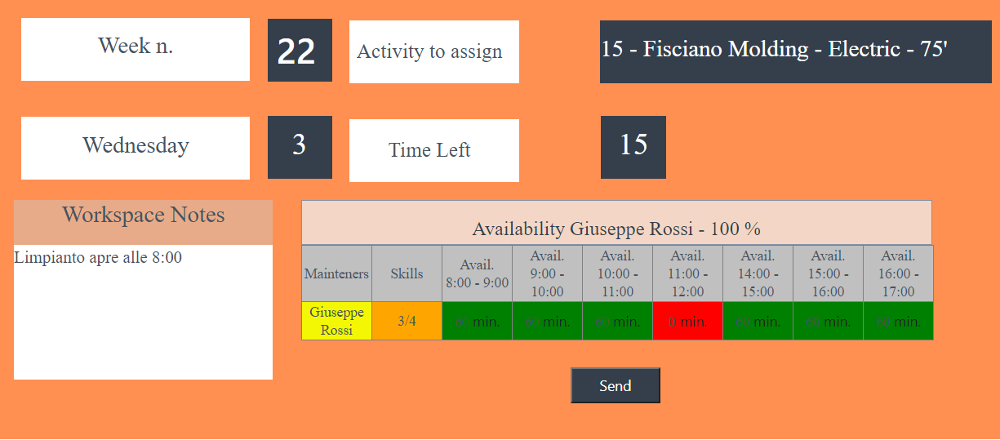 Week n.
22
Activity to assign
15 - Fisciano Molding - Electric - 75'
Wednesday
3
Time Left
15
Workspace Notes
Limpianto apre alle 8:00
Availability Giuseppe Rossi - 100 %
Mainteners
Skills
Avail.
8:00 - 9:00
Avail.
9:00 -
10:00
Avail.
10:00 -
11:00
Avail.
11:00 -
12:00
Avail.
14:00 -
15:00
Avail.
15:00 -
16:00
Avail.
16:00 -
17:00
Giuseppe
Rossi
3/4
60 min.
60 min.
60 min.
0 min.
60 min.
60 min.
60 min.
Send